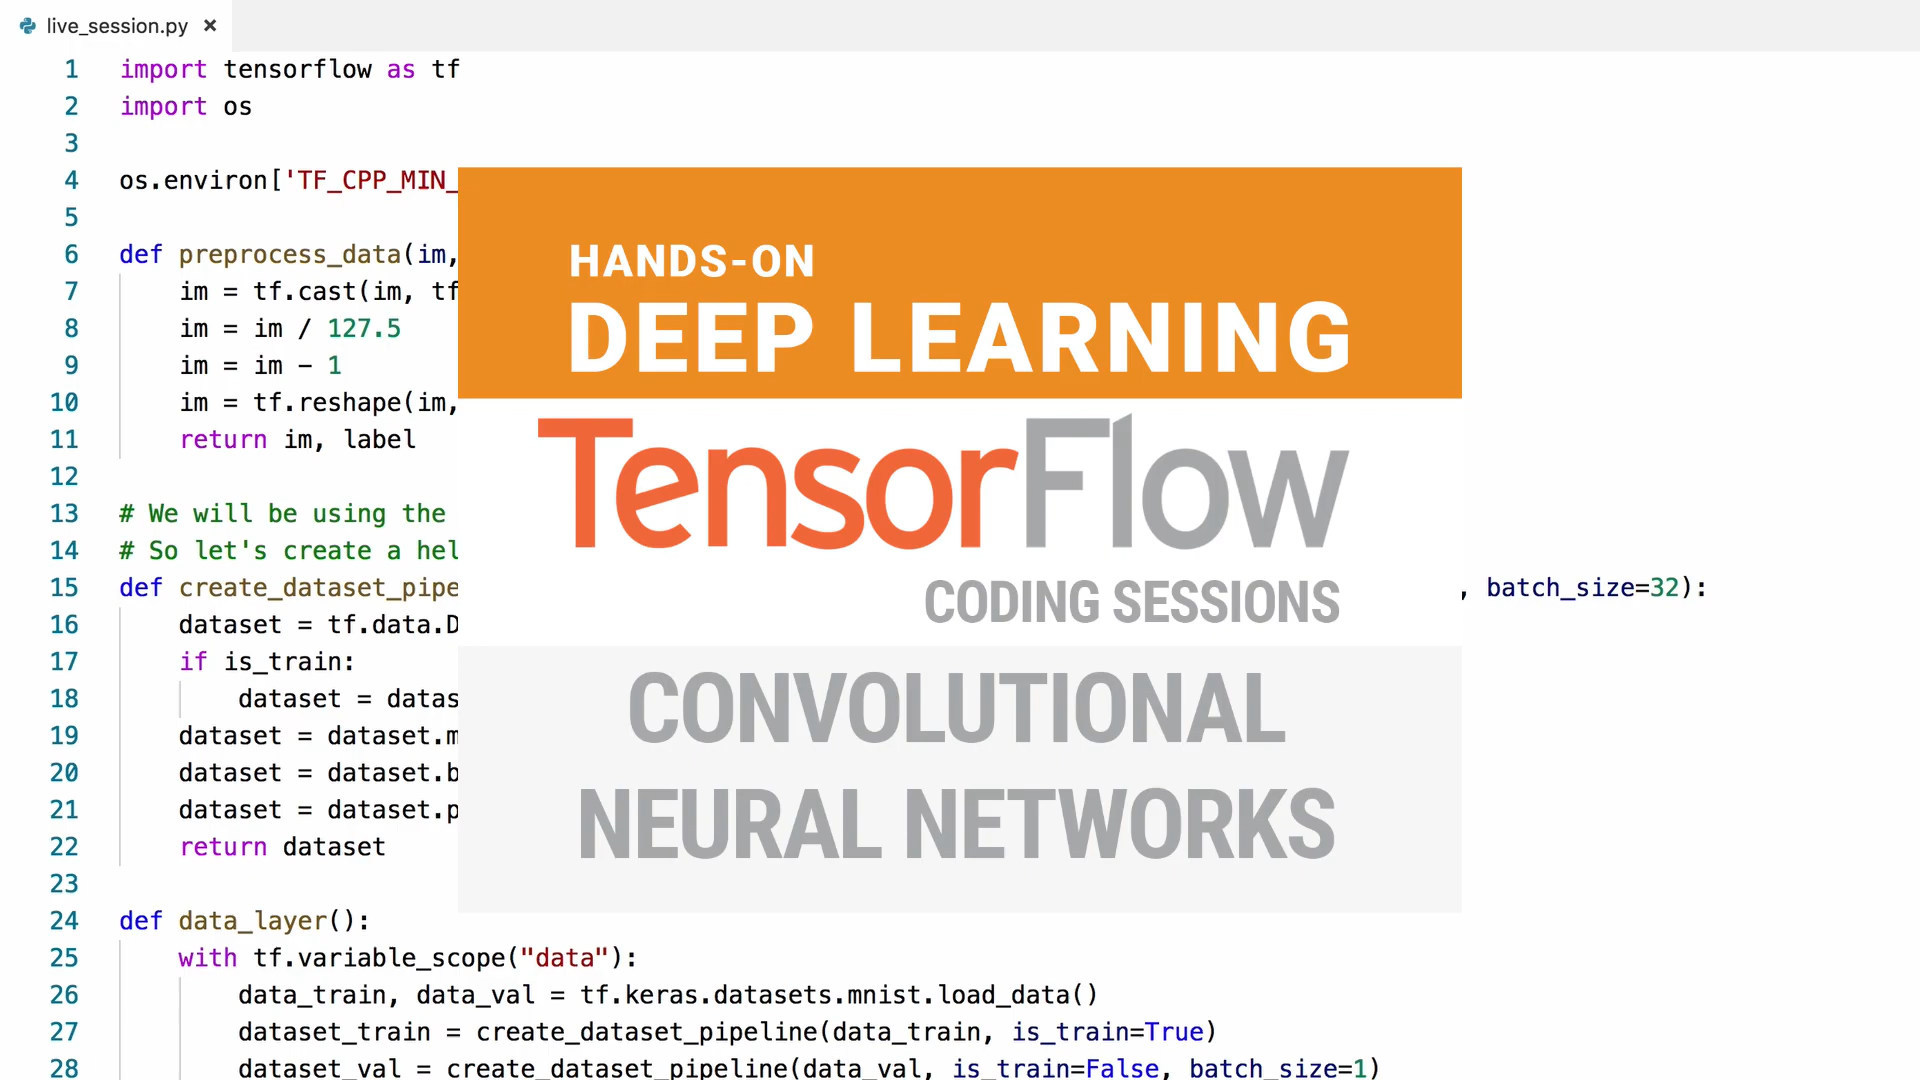 live_session.py ×
1 import tensorflow as tf
2 import os
3
4 os.environ['TF_CPP_MIN_
5
6 def preprocess_data(im,
7 im = tf.cast(im, tf
8 im = im / 127.5
9 im = im - 1
10 im = tf.reshape(im,
11 return im, label
12
13 # We will be using the
14 # So let's create a hel
15 def create_dataset_pipe , batch_size=32):
16 dataset = tf.data.D
17 if is_train:
18 dataset = datas
19 dataset = dataset.m
20 dataset = dataset.b
21 dataset = dataset.p
22 return dataset
23
24 def data_layer():
25 with tf.variable_scope("data"):
26 data_train, data_val = tf.keras.datasets.mnist.load_data()
27 dataset_train = create_dataset_pipeline(data_train, is_train=True)
28 dataset_val = create_dataset_pipeline(data_val, is_train=False, batch_size=1)
HANDS-ON
DEEP LEARNING
TensorFlow
CODING SESSIONS
CONVOLUTIONAL
NEURAL NETWORKS